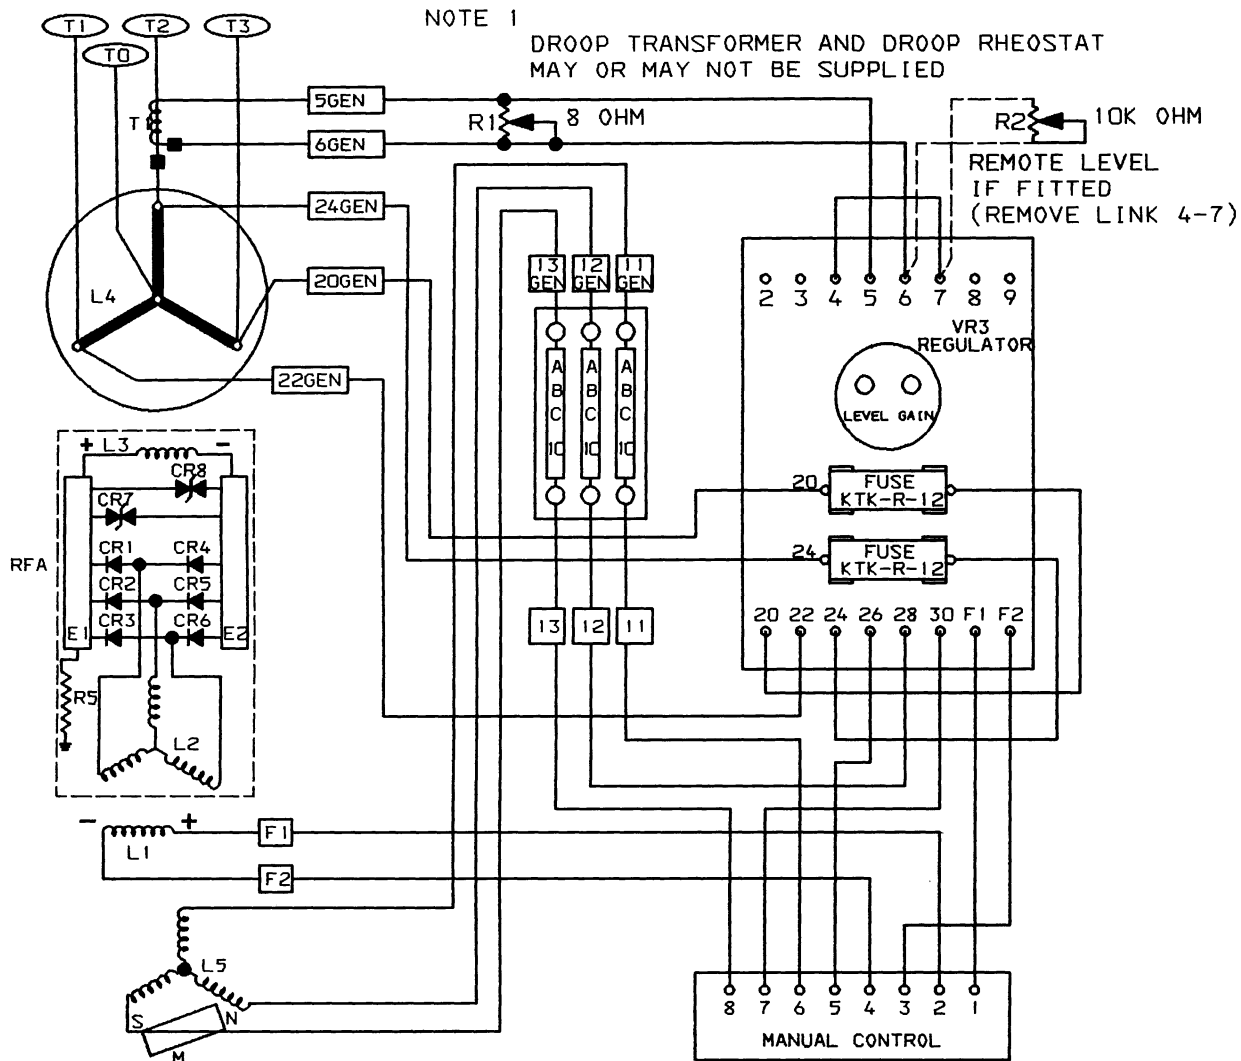 NOTE 1
DROOP TRANSFORMER AND DROOP RHEOSTAT
MAY OR MAY NOT BE SUPPLIED
T1 T2 T3
T0
5GEN
T1
R1 8 OHM
R2 10K OHM
6GEN
REMOTE LEVEL
IF FITTED
(REMOVE LINK 4-7)
24GEN
L4
20GEN
22GEN
13 GEN
12 GEN
11 GEN
2 3 4 5 6 7 8 9
VR3
REGULATOR
LEVEL GAIN
A B C 10
A B C 10
A B C 10
20 FUSE
KTK-R-12
24 FUSE
KTK-R-12
20 22 24 26 28 30 F1 F2
13 12 11
+ L3 -
CR8
CR7
RFA
CR1 CR4
CR2 CR5
CR3 CR6
E1 E2
R5
L2
- +
L1
F1
F2
L5
S N
M
8 7 6 5 4 3 2 1
MANUAL CONTROL